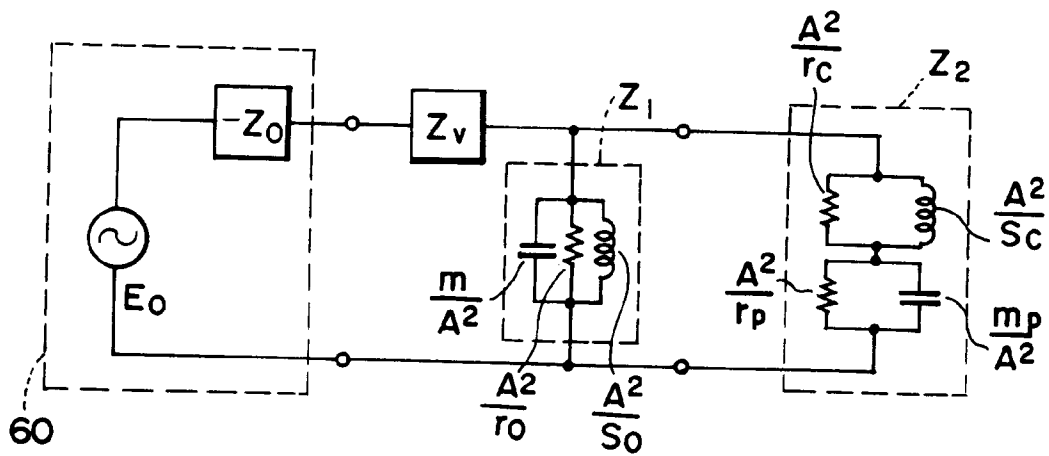 A²/rC
Z₂
Z₁
-Z₀
Zᵥ
A²/SC
E₀
m/A²
A²/rP
mP/A²
A²/r₀
A²/S₀
60